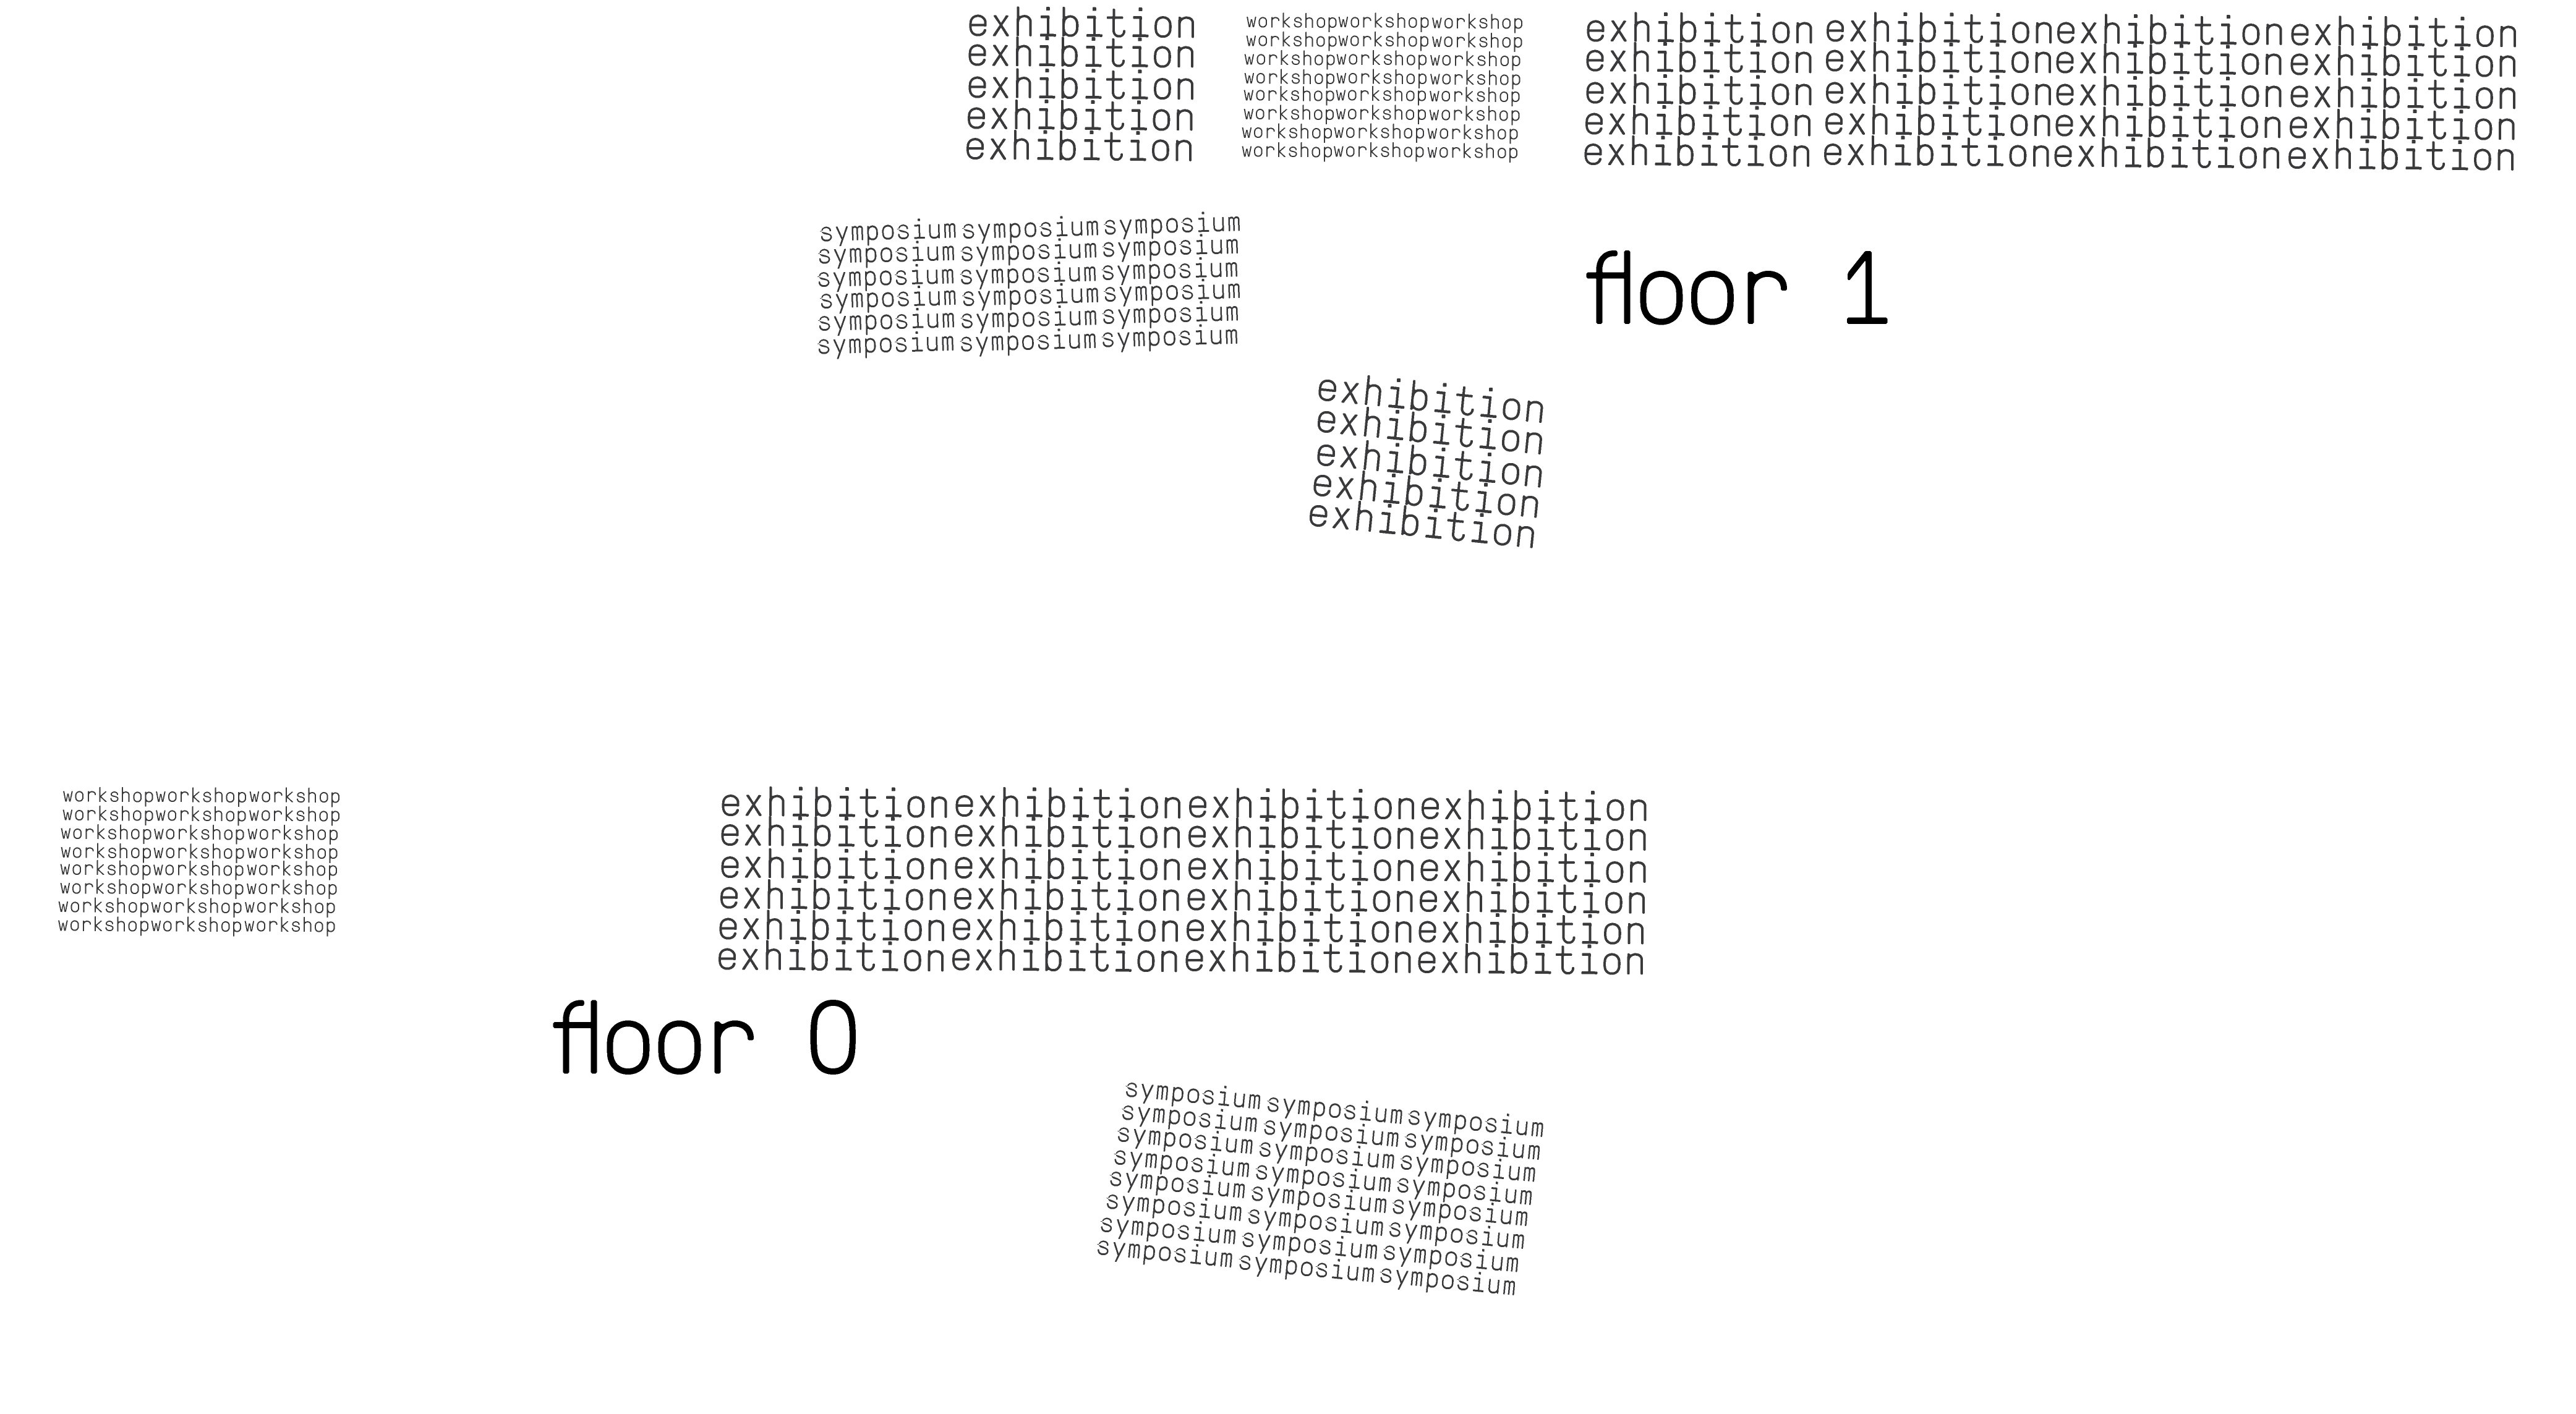 exhibition
exhibition
exhibition
exhibition
exhibition
workshopworkshopworkshop
workshopworkshopworkshop
workshopworkshopworkshop
workshopworkshopworkshop
workshopworkshopworkshop
workshopworkshopworkshop
workshopworkshopworkshop
workshopworkshopworkshop
exhibition exhibitionexhibitionexhibition
exhibition exhibitionexhibitionexhibition
exhibition exhibitionexhibitionexhibition
exhibition exhibitionexhibitionexhibition
exhibition exhibitionexhibitionexhibition
symposium symposium symposium
symposium symposium symposium
symposium symposium symposium
symposium symposium symposium
symposium symposium symposium
symposium symposium symposium
floor 1
exhibition
exhibition
exhibition
exhibition
exhibition
workshopworkshopworkshop
workshopworkshopworkshop
workshopworkshopworkshop
workshopworkshopworkshop
workshopworkshopworkshop
workshopworkshopworkshop
workshopworkshopworkshop
workshopworkshopworkshop
exhibitionexhibitionexhibitionexhibition
exhibitionexhibitionexhibitionexhibition
exhibitionexhibitionexhibitionexhibition
exhibitionexhibitionexhibitionexhibition
exhibitionexhibitionexhibitionexhibition
exhibitionexhibitionexhibitionexhibition
floor 0
symposium symposium symposium
symposium symposium symposium
symposium symposium symposium
symposium symposium symposium
symposium symposium symposium
symposium symposium symposium
symposium symposium symposium
symposium symposium symposium